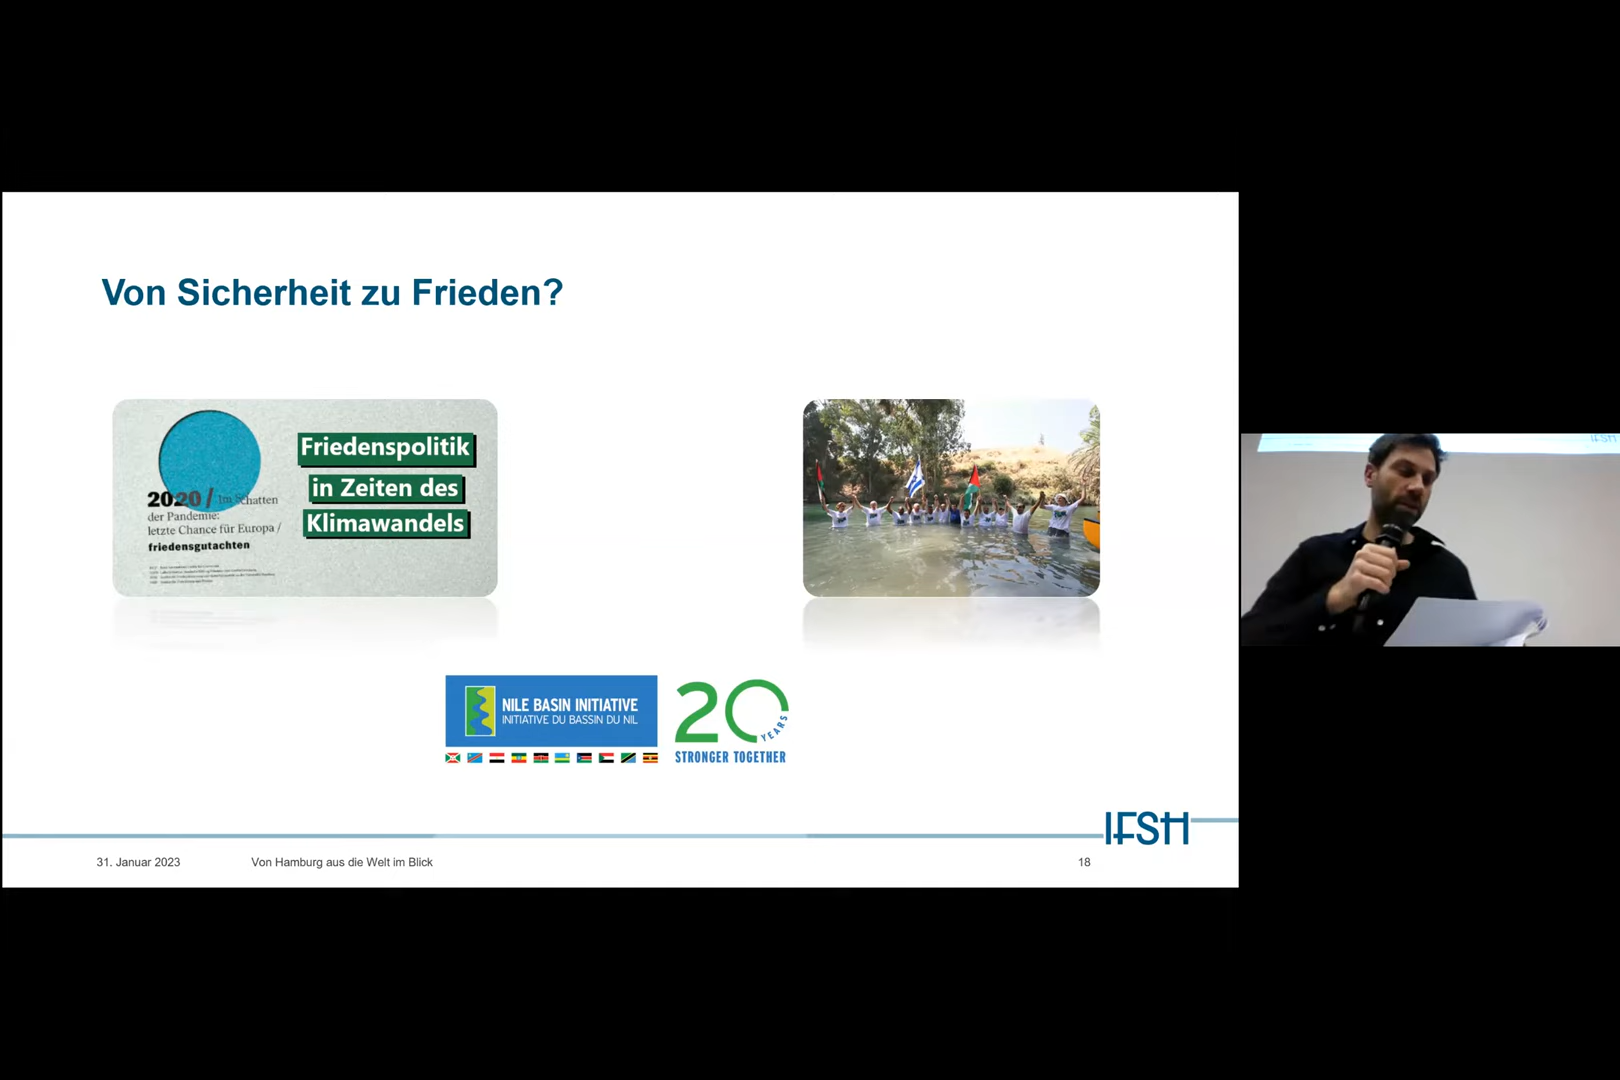 Von Sicherheit zu Frieden?
2020 / Im Schatten
der Pandemie:
letzte Chance für Europa /
friedensgutachten
Friedenspolitik
in Zeiten des
Klimawandels
NILE BASIN INITIATIVE
INITIATIVE DU BASSIN DU NIL
20
YEARS
STRONGER TOGETHER
IFSH
31. Januar 2023
Von Hamburg aus die Welt im Blick
18
IFSH